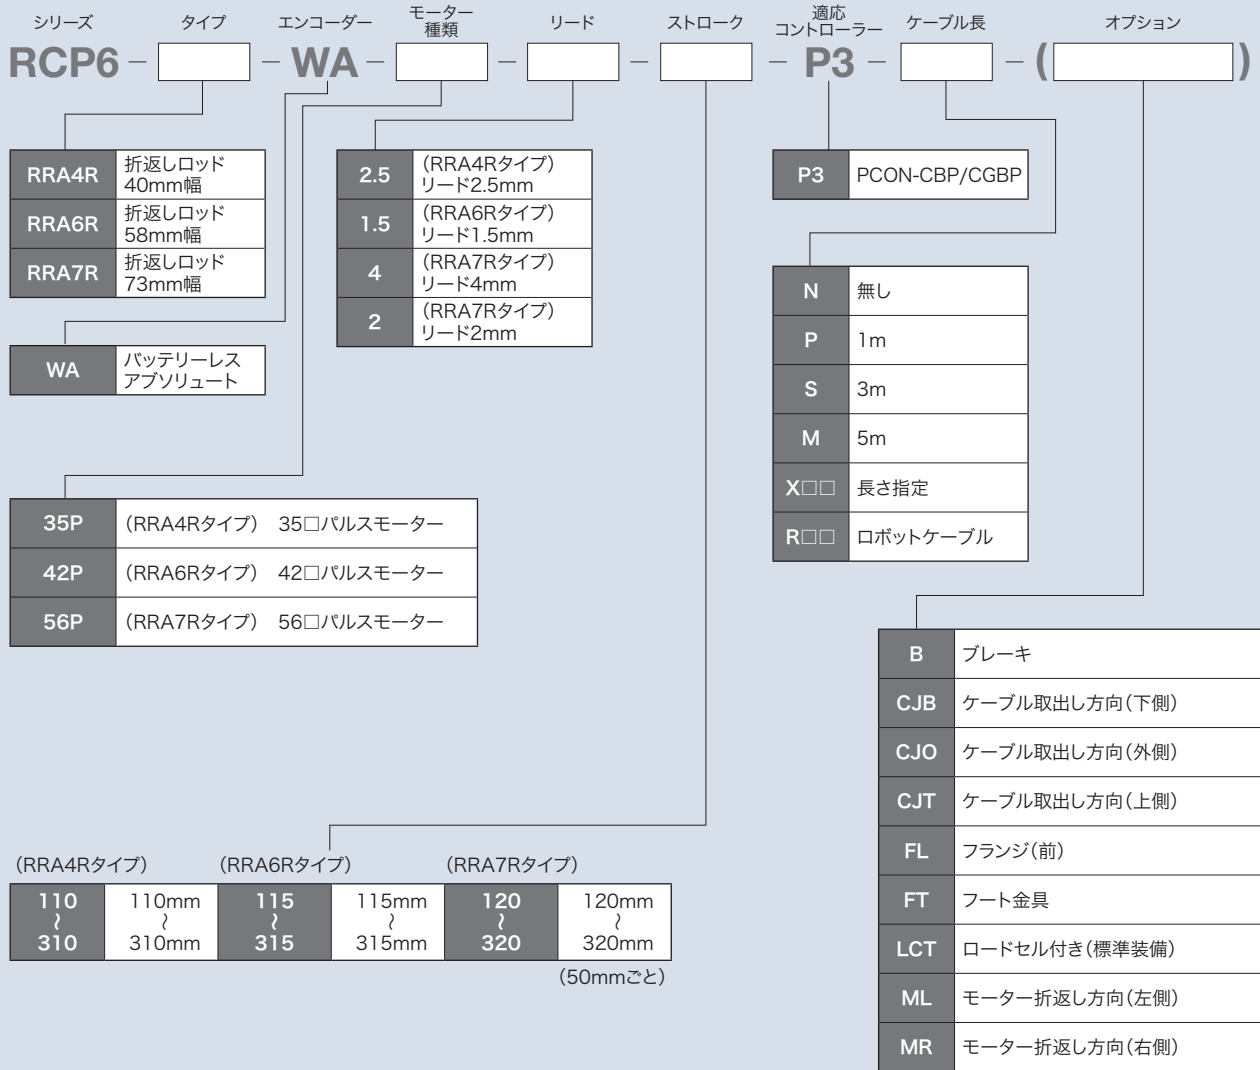 シリーズ
タイプ
エンコーダー
モーター
種類
リード
ストローク
適応
コントローラー
ケーブル長
オプション
RCP6 − − WA − − − − P3 − − ( )
RRA4R 折返しロッド
40mm幅
RRA6R 折返しロッド
58mm幅
RRA7R 折返しロッド
73mm幅
WA バッテリーレス
アブソリュート
2.5 (RRA4Rタイプ)
リード2.5mm
1.5 (RRA6Rタイプ)
リード1.5mm
4 (RRA7Rタイプ)
リード4mm
2 (RRA7Rタイプ)
リード2mm
P3 PCON-CBP/CGBP
N 無し
P 1m
S 3m
M 5m
X□□ 長さ指定
R□□ ロボットケーブル
35P (RRA4Rタイプ) 35□パルスモーター
42P (RRA6Rタイプ) 42□パルスモーター
56P (RRA7Rタイプ) 56□パルスモーター
B ブレーキ
CJB ケーブル取出し方向(下側)
CJO ケーブル取出し方向(外側)
CJT ケーブル取出し方向(上側)
FL フランジ(前)
FT フート金具
LCT ロードセル付き(標準装備)
ML モーター折返し方向(左側)
MR モーター折返し方向(右側)
(RRA4Rタイプ) (RRA6Rタイプ) (RRA7Rタイプ)
110 110mm 115 115mm 120 120mm
〜 〜 〜 〜 〜 〜
310 310mm 315 315mm 320 320mm
(50mmごと)